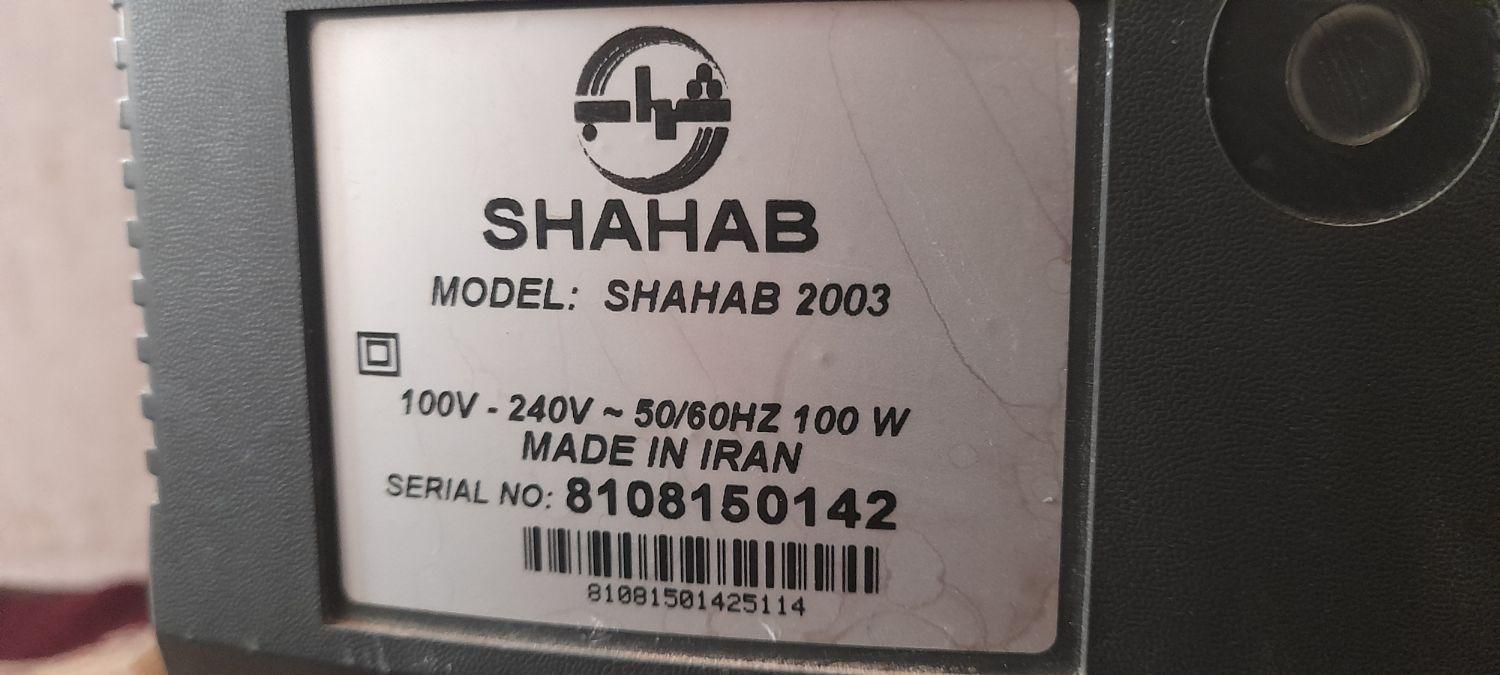 شهاب
SHAHAB
MODEL: SHAHAB 2003
100V - 240V ~ 50/60HZ 100 W
MADE IN IRAN
SERIAL NO: 8108150142
81081501425114